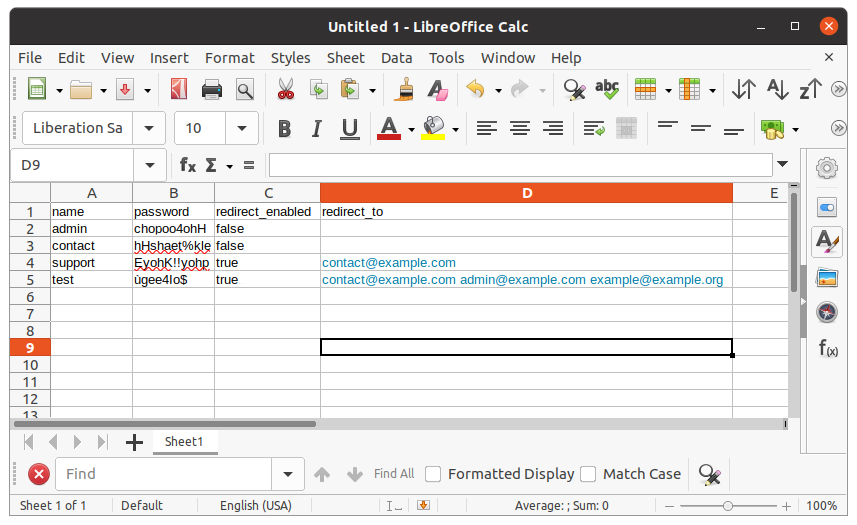 Untitled 1 - LibreOffice Calc
File Edit View Insert Format Styles Sheet Data Tools Window Help
Liberation Sa 10
D9
A B C D E
1 name password redirect_enabled redirect_to
2 admin chopoo4ohH false
3 contact hHshaet%kle false
4 support EyohK!!yohp true contact@example.com
5 test ùgee4Io$ true contact@example.com admin@example.com example@example.org
6
7
8
9
10
11
12
13
Sheet1
Find Find All Formatted Display Match Case
Sheet 1 of 1 Default English (USA) Average: ; Sum: 0 100%